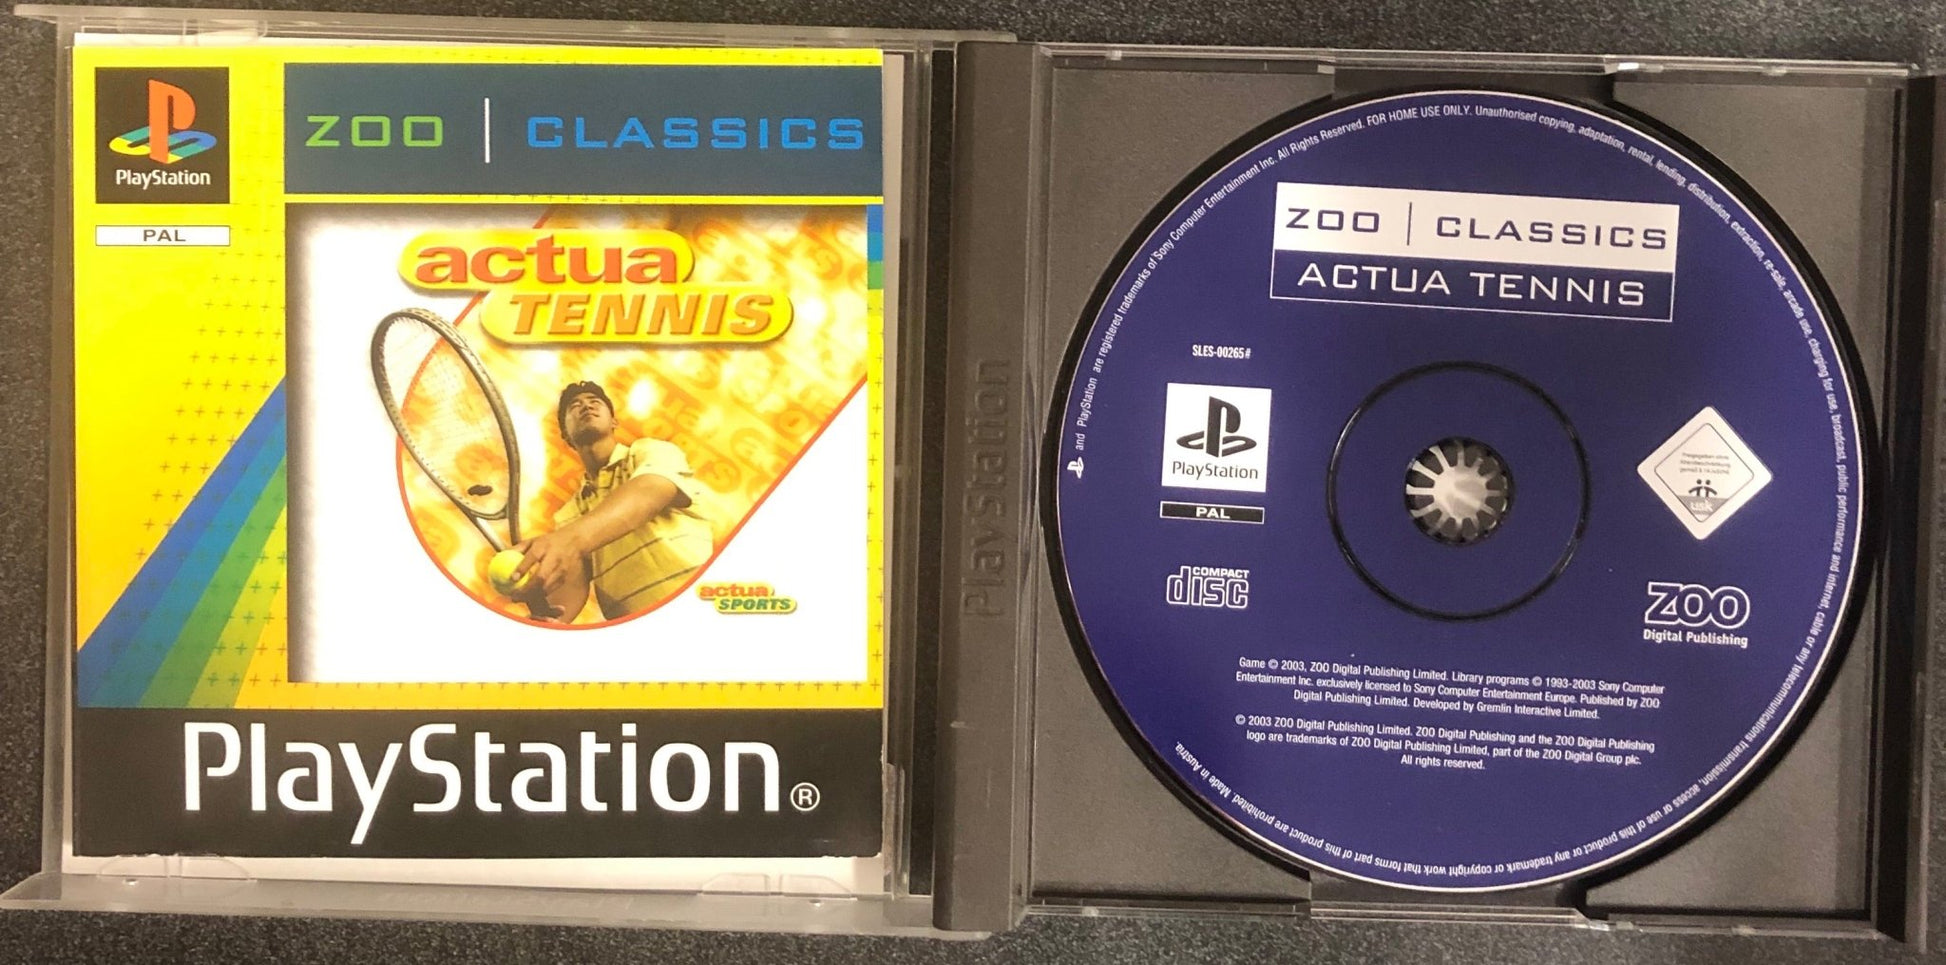 PlayStation
PAL
ZOO | CLASSICS
actua
TENNIS
actua
SPORTS
PlayStation®
PlayStation
and PlayStation are registered trademarks of Sony Computer Entertainment Inc. All Rights Reserved. FOR HOME USE ONLY. Unauthorised copying, adaptation, rental, lending, distribution, extraction, re-sale, arcade use, charging for use, broadcast, public performance and internet, cable or any telecommunications transmission, access or use of this product or any trademark or copyright work that forms part of this product are prohibited. Made in Austria.
ZOO | CLASSICS
ACTUA TENNIS
SLES-00265#
PlayStation
PAL
COMPACT
disc
Freigegeben ohne
Altersbeschränkung
gemäß § 14 JuSchG
usk
ZOO
Digital Publishing
Game © 2003, ZOO Digital Publishing Limited. Library programs © 1993-2003 Sony Computer
Entertainment Inc. exclusively licensed to Sony Computer Entertainment Europe. Published by ZOO
Digital Publishing Limited. Developed by Gremlin Interactive Limited.
© 2003 ZOO Digital Publishing Limited. ZOO Digital Publishing and the ZOO Digital Publishing
logo are trademarks of ZOO Digital Publishing Limited, part of the ZOO Digital Group plc.
All rights reserved.